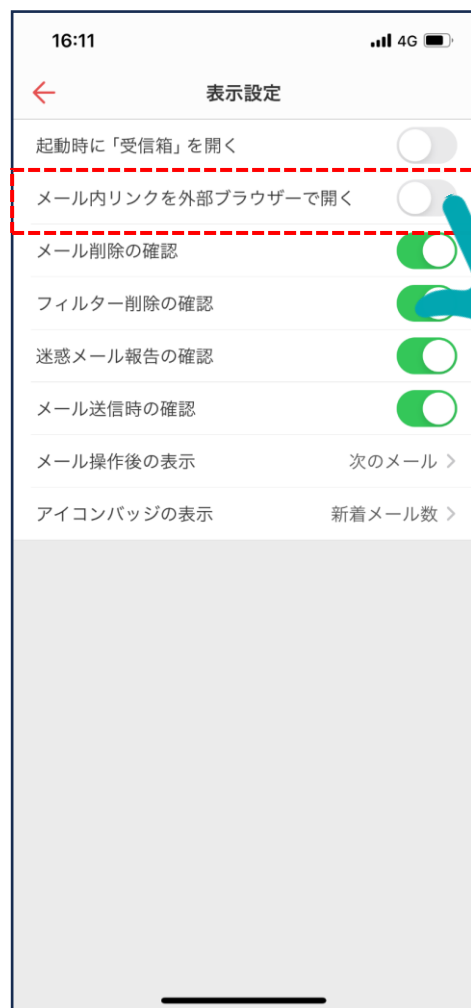 16:11 4G
表示設定
起動時に「受信箱」を開く
メール内リンクを外部ブラウザーで開く
メール削除の確認
フィルター削除の確認
迷惑メール報告の確認
メール送信時の確認
メール操作後の表示 次のメール
アイコンバッジの表示 新着メール数